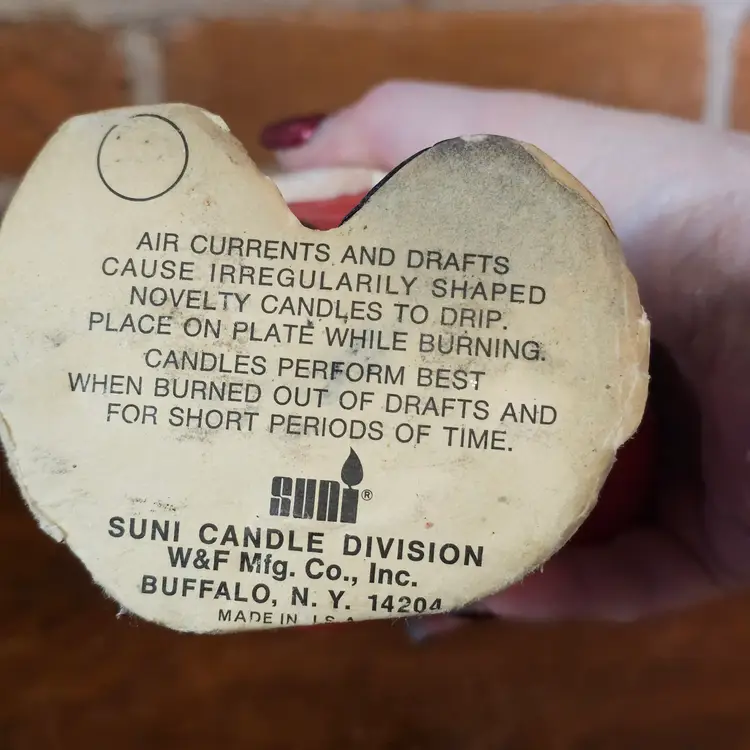 AIR CURRENTS AND DRAFTS
CAUSE IRREGULARILY SHAPED
NOVELTY CANDLES TO DRIP.
PLACE ON PLATE WHILE BURNING.
CANDLES PERFORM BEST
WHEN BURNED OUT OF DRAFTS AND
FOR SHORT PERIODS OF TIME.
suni®
SUNI CANDLE DIVISION
W&F Mfg. Co., Inc.
BUFFALO, N. Y. 14204
MADE IN